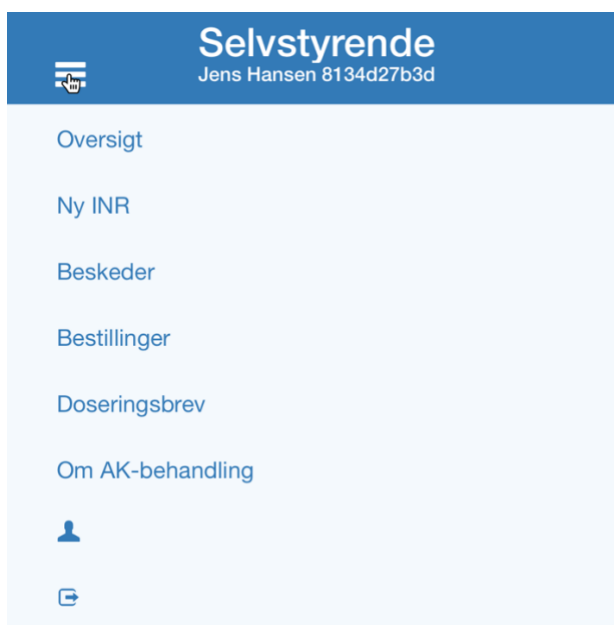 Selvstyrende
Jens Hansen 8134d27b3d
Oversigt
Ny INR
Beskeder
Bestillinger
Doseringsbrev
Om AK-behandling